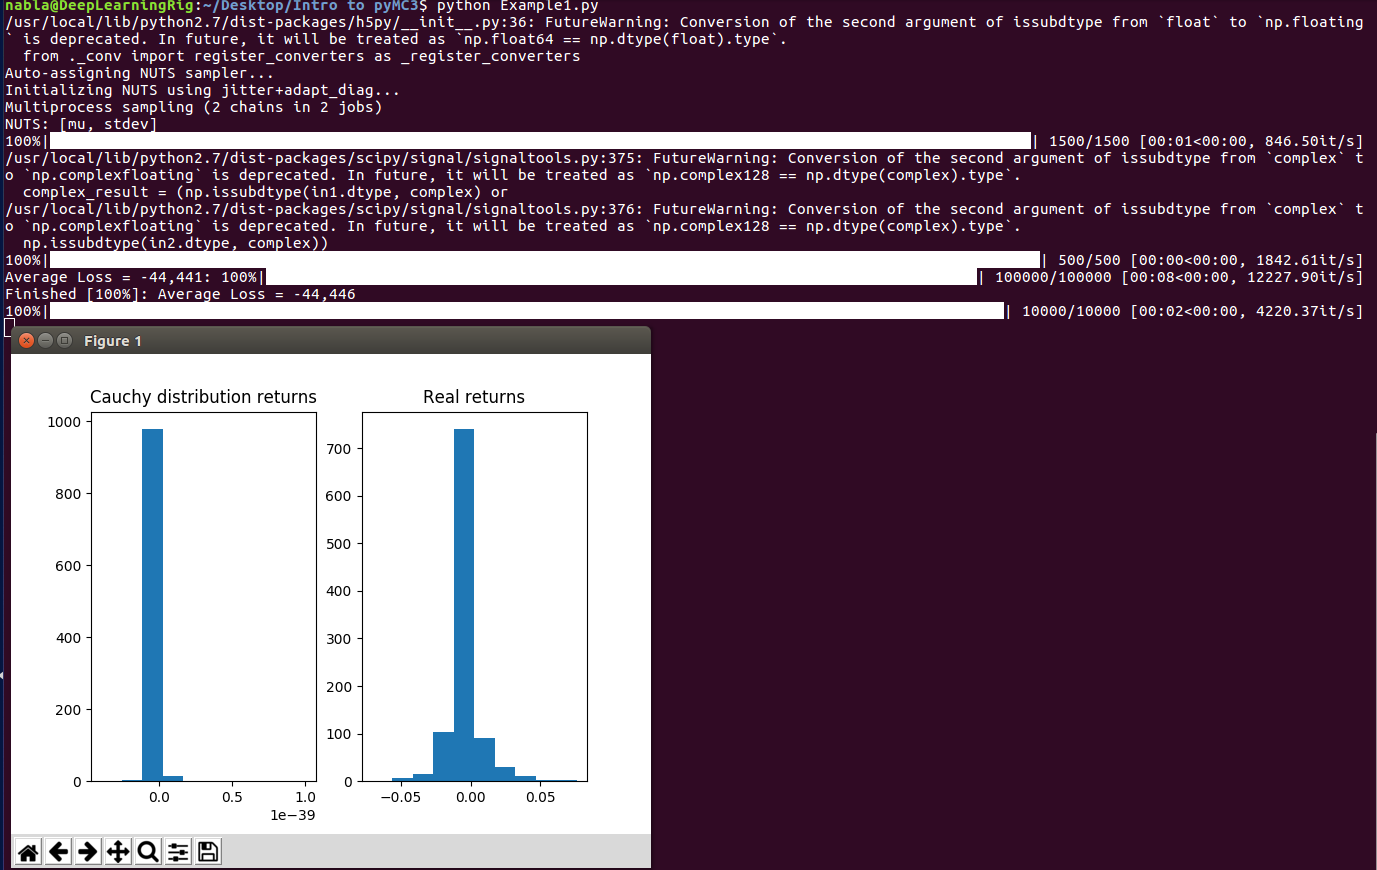 nabla@DeepLearningRig:~/Desktop/Intro to pyMC3$ python Example1.py
/usr/local/lib/python2.7/dist-packages/h5py/__init__.py:36: FutureWarning: Conversion of the second argument of issubdtype from `float` to `np.floating
` is deprecated. In future, it will be treated as `np.float64 == np.dtype(float).type`.
  from ._conv import register_converters as _register_converters
Auto-assigning NUTS sampler...
Initializing NUTS using jitter+adapt_diag...
Multiprocess sampling (2 chains in 2 jobs)
NUTS: [mu, stdev]
100%| | 1500/1500 [00:01<00:00, 846.50it/s]
/usr/local/lib/python2.7/dist-packages/scipy/signal/signaltools.py:375: FutureWarning: Conversion of the second argument of issubdtype from `complex` t
o `np.complexfloating` is deprecated. In future, it will be treated as `np.complex128 == np.dtype(complex).type`.
  complex_result = (np.issubdtype(in1.dtype, complex) or
/usr/local/lib/python2.7/dist-packages/scipy/signal/signaltools.py:376: FutureWarning: Conversion of the second argument of issubdtype from `complex` t
o `np.complexfloating` is deprecated. In future, it will be treated as `np.complex128 == np.dtype(complex).type`.
  np.issubdtype(in2.dtype, complex))
100%| | 500/500 [00:00<00:00, 1842.61it/s]
Average Loss = -44,441: 100%| | 100000/100000 [00:08<00:00, 12227.90it/s]
Finished [100%]: Average Loss = -44,446
100%| | 10000/10000 [00:02<00:00, 4220.37it/s]
Figure 1
Cauchy distribution returns
1000
800
600
400
200
0
0.0 0.5 1.0
1e−39
Real returns
700
600
500
400
300
200
100
0
−0.05 0.00 0.05